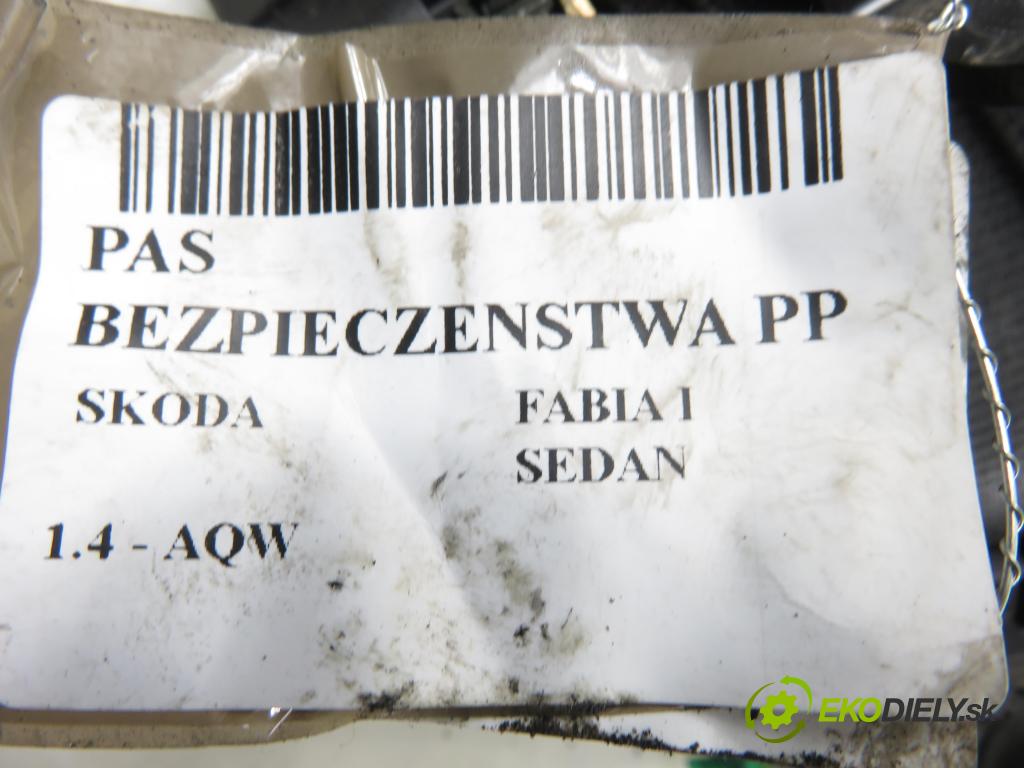 PAS
BEZPIECZENSTWA PP
SKODA FABIA I
SEDAN
1.4 - AQW
EKODIELY.sk